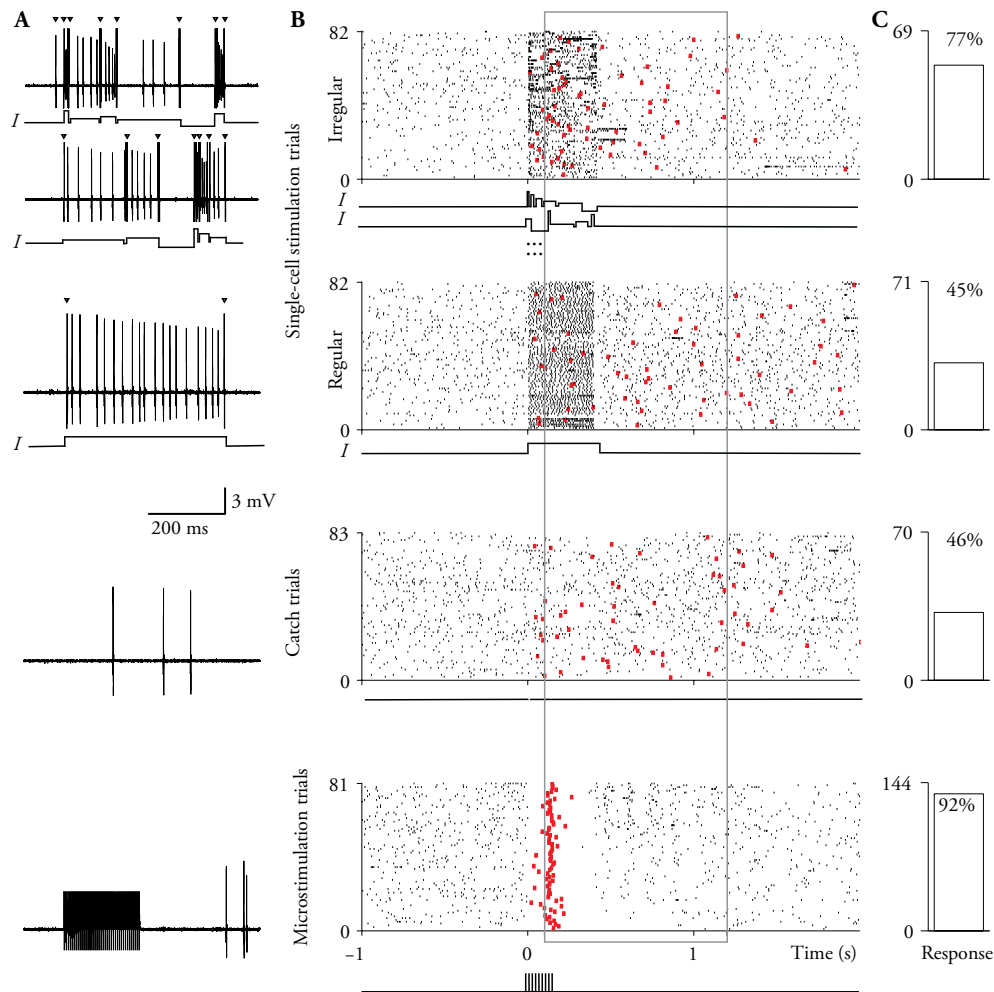 A
I
I
I
3 mV
200 ms
B
Single-cell stimulation trials
Irregular
82
0
I
I
Regular
82
0
I
Catch trials
83
0
Microstimulation trials
81
0
−1
0
1
Time (s)
C
69
77%
0
71
45%
0
70
46%
0
144
92%
0
Response